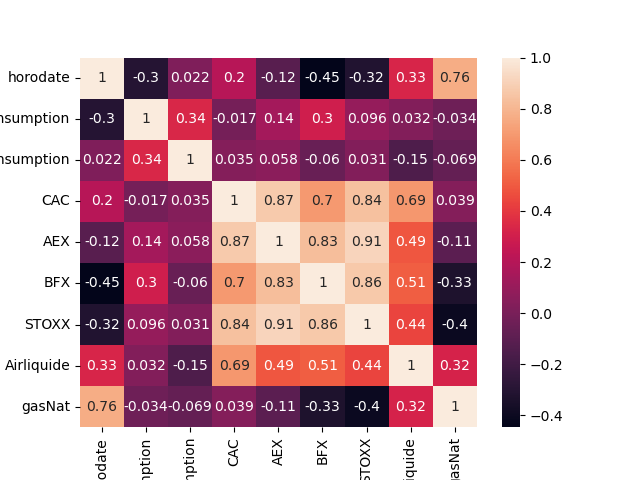 horodate 1 -0.3 0.022 0.2 -0.12 -0.45 -0.32 0.33 0.76
nsumption -0.3 1 0.34 -0.017 0.14 0.3 0.096 0.032 -0.034
nsumption 0.022 0.34 1 0.035 0.058 -0.06 0.031 -0.15 -0.069
CAC 0.2 -0.017 0.035 1 0.87 0.7 0.84 0.69 0.039
AEX -0.12 0.14 0.058 0.87 1 0.83 0.91 0.49 -0.11
BFX -0.45 0.3 -0.06 0.7 0.83 1 0.86 0.51 -0.33
STOXX -0.32 0.096 0.031 0.84 0.91 0.86 1 0.44 -0.4
Airliquide 0.33 0.032 -0.15 0.69 0.49 0.51 0.44 1 0.32
gasNat 0.76 -0.034 -0.069 0.039 -0.11 -0.33 -0.4 0.32 1
rodate mption mption CAC AEX BFX STOXX iquide gasNat
1.0
0.8
0.6
0.4
0.2
0.0
−0.2
−0.4